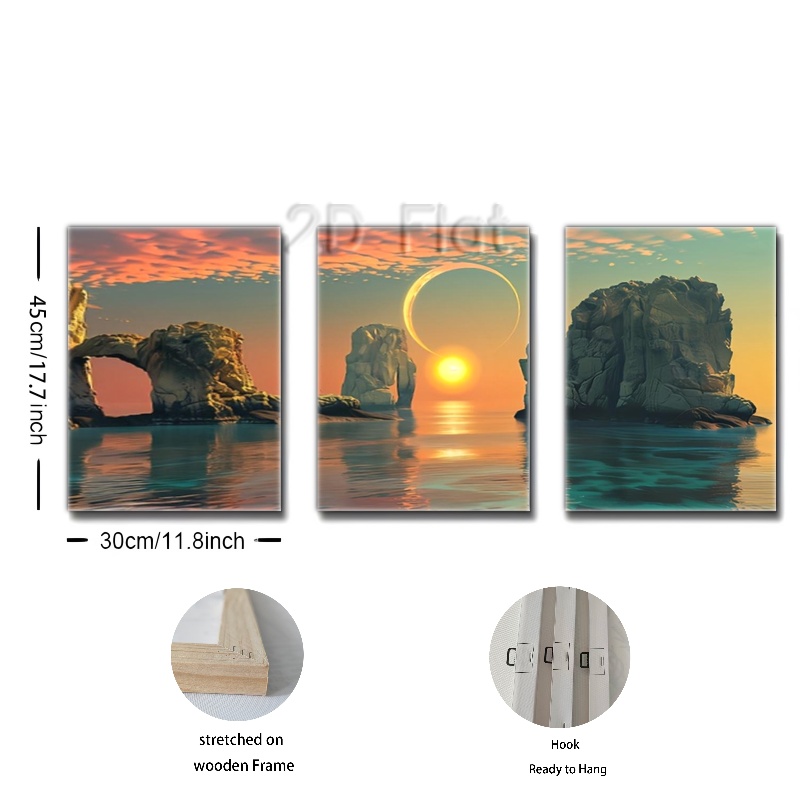 2D Flat
45cm/17.7inch
30cm/11.8inch
stretched on
wooden Frame
Hook
Ready to Hang